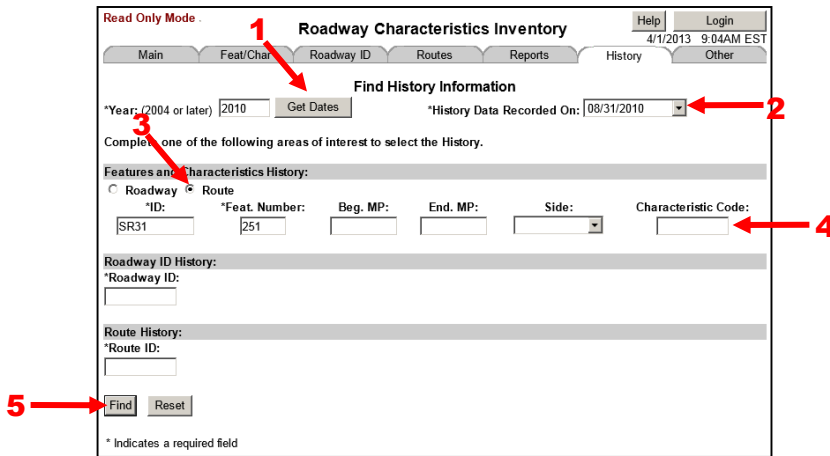 Read Only Mode .
Roadway Characteristics Inventory
Help Login
4/1/2013 9:04AM EST
1
Main Feat/Char Roadway ID Routes Reports History Other
Find History Information
*Year: (2004 or later) 2010 Get Dates *History Data Recorded On: 08/31/2010
2
3
Complete one of the following areas of interest to select the History.
Features and Characteristics History:
Roadway Route
*ID: *Feat. Number: Beg. MP: End. MP: Side: Characteristic Code:
SR31 251
4
Roadway ID History:
*Roadway ID:
Route History:
*Route ID:
5
Find Reset
* Indicates a required field